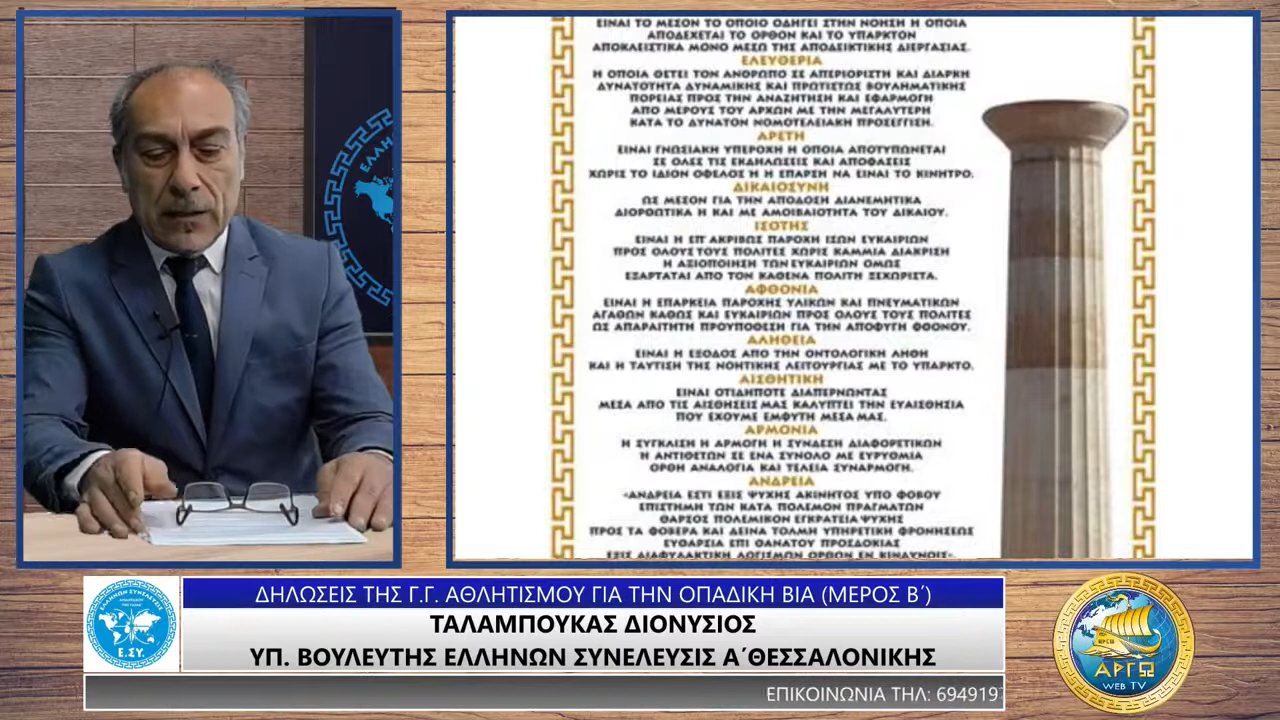 ΕΙΝΑΙ ΤΟ ΜΕΣΟΝ ΤΟ ΟΠΟΙΟ ΟΔΗΓΕΙ ΣΤΗΝ ΝΟΗΣΗ Η ΟΠΟΙΑ
ΑΠΟΔΕΧΕΤΑΙ ΤΟ ΟΡΘΟΝ ΚΑΙ ΤΟ ΥΠΑΡΚΤΟΝ
ΑΠΟΚΛΕΙΣΤΙΚΑ ΜΟΝΟ ΜΕΣΩ ΤΗΣ ΑΠΟΔΕΙΚΤΙΚΗΣ ΔΙΕΡΓΑΣΙΑΣ.
ΕΛΕΥΘΕΡΙΑ
Η ΟΠΟΙΑ ΘΕΤΕΙ ΤΟΝ ΑΝΘΡΩΠΟ ΣΕ ΑΠΕΡΙΟΡΙΣΤΗ ΚΑΙ ΔΙΑΡΚΗ
ΔΥΝΑΤΟΤΗΤΑ ΔΥΝΑΜΙΚΗΣ ΚΑΙ ΠΡΩΤΙΣΤΩΣ ΒΟΥΛΗΜΑΤΙΚΗΣ
ΠΟΡΕΙΑΣ ΠΡΟΣ ΤΗΝ ΑΝΑΖΗΤΗΣΗ ΚΑΙ ΕΦΑΡΜΟΓΗ
ΑΠΟ ΜΕΡΟΥΣ ΤΟΥ ΑΡΧΩΝ ΜΕ ΤΗΝ ΜΕΓΑΛΥΤΕΡΗ
ΚΑΤΑ ΤΟ ΔΥΝΑΤΟΝ ΝΟΜΟΤΕΛΕΙΑΚΗ ΠΡΟΣΕΓΓΙΣΗ.
ΑΡΕΤΗ
ΕΙΝΑΙ ΓΝΩΣΙΑΚΗ ΥΠΕΡΟΧΗ Η ΟΠΟΙΑ ΑΠΟΤΥΠΩΝΕΤΑΙ
ΣΕ ΟΛΕΣ ΤΙΣ ΕΚΔΗΛΩΣΕΙΣ ΚΑΙ ΑΠΟΦΑΣΕΙΣ
ΧΩΡΙΣ ΤΟ ΙΔΙΟΝ ΟΦΕΛΟΣ Η Η ΕΠΑΡΣΗ ΝΑ ΕΙΝΑΙ ΤΟ ΚΙΝΗΤΡΟ.
ΔΙΚΑΙΟΣΥΝΗ
ΩΣ ΜΕΣΟΝ ΓΙΑ ΤΗΝ ΑΠΟΔΟΣΗ ΔΙΑΝΕΜΗΤΙΚΑ
ΔΙΟΡΘΩΤΙΚΑ Η ΚΑΙ ΜΕ ΑΜΟΙΒΑΙΟΤΗΤΑ ΤΟΥ ΔΙΚΑΙΟΥ.
ΙΣΟΤΗΣ
ΕΙΝΑΙ Η ΕΠ' ΑΚΡΙΒΩΣ ΠΑΡΟΧΗ ΙΣΩΝ ΕΥΚΑΙΡΙΩΝ
ΠΡΟΣ ΟΛΟΥΣ ΤΟΥΣ ΠΟΛΙΤΕΣ ΧΩΡΙΣ ΚΑΜΜΙΑ ΔΙΑΚΡΙΣΗ
Η ΑΞΙΟΠΟΙΗΣΗ ΤΩΝ ΕΥΚΑΙΡΙΩΝ ΟΜΩΣ
ΕΞΑΡΤΑΤΑΙ ΑΠΟ ΤΟΝ ΚΑΘΕΝΑ ΠΟΛΙΤΗ ΞΕΧΩΡΙΣΤΑ.
ΑΦΘΟΝΙΑ
ΕΙΝΑΙ Η ΕΠΑΡΚΕΙΑ ΠΑΡΟΧΗΣ ΥΛΙΚΩΝ ΚΑΙ ΠΝΕΥΜΑΤΙΚΩΝ
ΑΓΑΘΩΝ ΚΑΘΩΣ ΚΑΙ ΕΥΚΑΙΡΙΩΝ ΠΡΟΣ ΟΛΟΥΣ ΤΟΥΣ ΠΟΛΙΤΕΣ
ΩΣ ΑΠΑΡΑΙΤΗΤΗ ΠΡΟΥΠΟΘΕΣΗ ΓΙΑ ΤΗΝ ΑΠΟΦΥΓΗ ΦΘΟΝΟΥ.
ΑΛΗΘΕΙΑ
ΕΙΝΑΙ Η ΕΞΟΔΟΣ ΑΠΟ ΤΗΝ ΟΝΤΟΛΟΓΙΚΗ ΛΗΘΗ
ΚΑΙ Η ΤΑΥΤΙΣΗ ΤΗΣ ΝΟΗΤΙΚΗΣ ΛΕΙΤΟΥΡΓΙΑΣ ΜΕ ΤΟ ΥΠΑΡΚΤΟ.
ΑΙΣΘΗΤΙΚΗ
ΕΙΝΑΙ ΟΤΙΔΗΠΟΤΕ ΔΙΑΠΕΡΝΩΝΤΑΣ
ΜΕΣΑ ΑΠΟ ΤΙΣ ΑΙΣΘΗΣΕΙΣ ΜΑΣ ΚΑΛΥΠΤΕΙ ΤΗΝ ΕΥΑΙΣΘΗΣΙΑ
ΠΟΥ ΕΧΟΥΜΕ ΕΜΦΥΤΗ ΜΕΣΑ ΜΑΣ.
ΑΡΜΟΝΙΑ
Η ΣΥΓΚΛΙΣΗ Η ΑΡΜΟΓΗ Η ΣΥΝΔΕΣΗ ΔΙΑΦΟΡΕΤΙΚΩΝ
Ή ΑΝΤΙΘΕΤΩΝ ΣΕ ΕΝΑ ΣΥΝΟΛΟ ΜΕ ΕΥΡΥΘΜΙΑ
ΟΡΘΗ ΑΝΑΛΟΓΙΑ ΚΑΙ ΤΕΛΕΙΑ ΣΥΝΑΡΜΟΓΗ.
ΑΝΔΡΕΙΑ
«ΑΝΔΡΕΙΑ ΕΣΤΙ ΕΞΙΣ ΨΥΧΗΣ ΑΚΙΝΗΤΟΣ ΥΠΟ ΦΟΒΟΥ
ΕΠΙΣΤΗΜΗ ΤΩΝ ΚΑΤΑ ΠΟΛΕΜΟΝ ΠΡΑΓΜΑΤΩΝ
ΘΑΡΣΟΣ ΠΟΛΕΜΙΚΟΝ ΕΓΚΡΑΤΕΙΑ ΨΥΧΗΣ
ΠΡΟΣ ΤΑ ΦΟΒΕΡΑ ΚΑΙ ΔΕΙΝΑ ΤΟΛΜΗ ΥΠΗΡΕΤΙΚΗ ΦΡΟΝΗΣΕΩΣ
ΕΥΘΑΡΣΙΑ ΕΠΙ ΘΑΝΑΤΟΥ ΠΡΟΣΔΟΚΙΑΣ
ΕΞΙΣ ΔΙΑΦΥΛΑΚΤΙΚΗ ΛΟΓΙΣΜΩΝ ΟΡΘΩΝ ΕΝ ΚΙΝΔΥΝΟΙΣ».
ΕΛΛΗΝ
ΕΛΛΗΝΩΝ ΣΥΝΕΛΕΥΣΙΣ
Ε.ΣΥ.
ΔΗΛΩΣΕΙΣ ΤΗΣ Γ.Γ. ΑΘΛΗΤΙΣΜΟΥ ΓΙΑ ΤΗΝ ΟΠΑΔΙΚΗ ΒΙΑ (ΜΕΡΟΣ Β΄)
ΤΑΛΑΜΠΟΥΚΑΣ ΔΙΟΝΥΣΙΟΣ
ΥΠ. ΒΟΥΛΕΥΤΗΣ ΕΛΛΗΝΩΝ ΣΥΝΕΛΕΥΣΙΣ Α΄ΘΕΣΣΑΛΟΝΙΚΗΣ
ΕΠΙΚΟΙΝΩΝΙΑ ΤΗΛ: 694919
ΑΡΓΩ
WEB TV